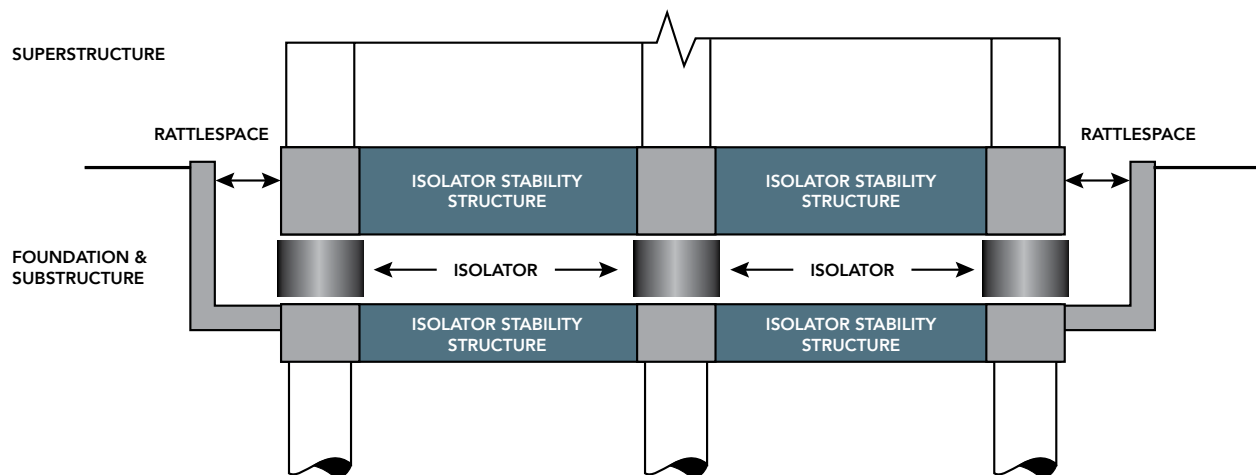 SUPERSTRUCTURE
RATTLESPACE
RATTLESPACE
ISOLATOR STABILITY
STRUCTURE
ISOLATOR STABILITY
STRUCTURE
FOUNDATION &
SUBSTRUCTURE
ISOLATOR
ISOLATOR
ISOLATOR STABILITY
STRUCTURE
ISOLATOR STABILITY
STRUCTURE